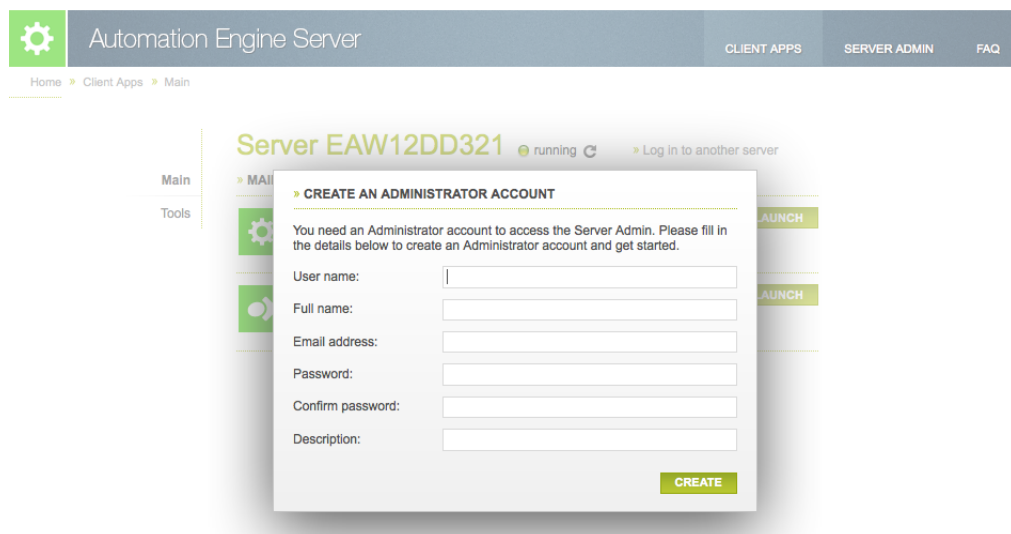 Automation Engine Server
CLIENT APPS
SERVER ADMIN
FAQ
Home » Client Apps » Main
Server EAW12DD321
running
» Log in to another server
Main
» MAI
Tools
LAUNCH
LAUNCH
» CREATE AN ADMINISTRATOR ACCOUNT
You need an Administrator account to access the Server Admin. Please fill in
the details below to create an Administrator account and get started.
User name:
Full name:
Email address:
Password:
Confirm password:
Description:
CREATE